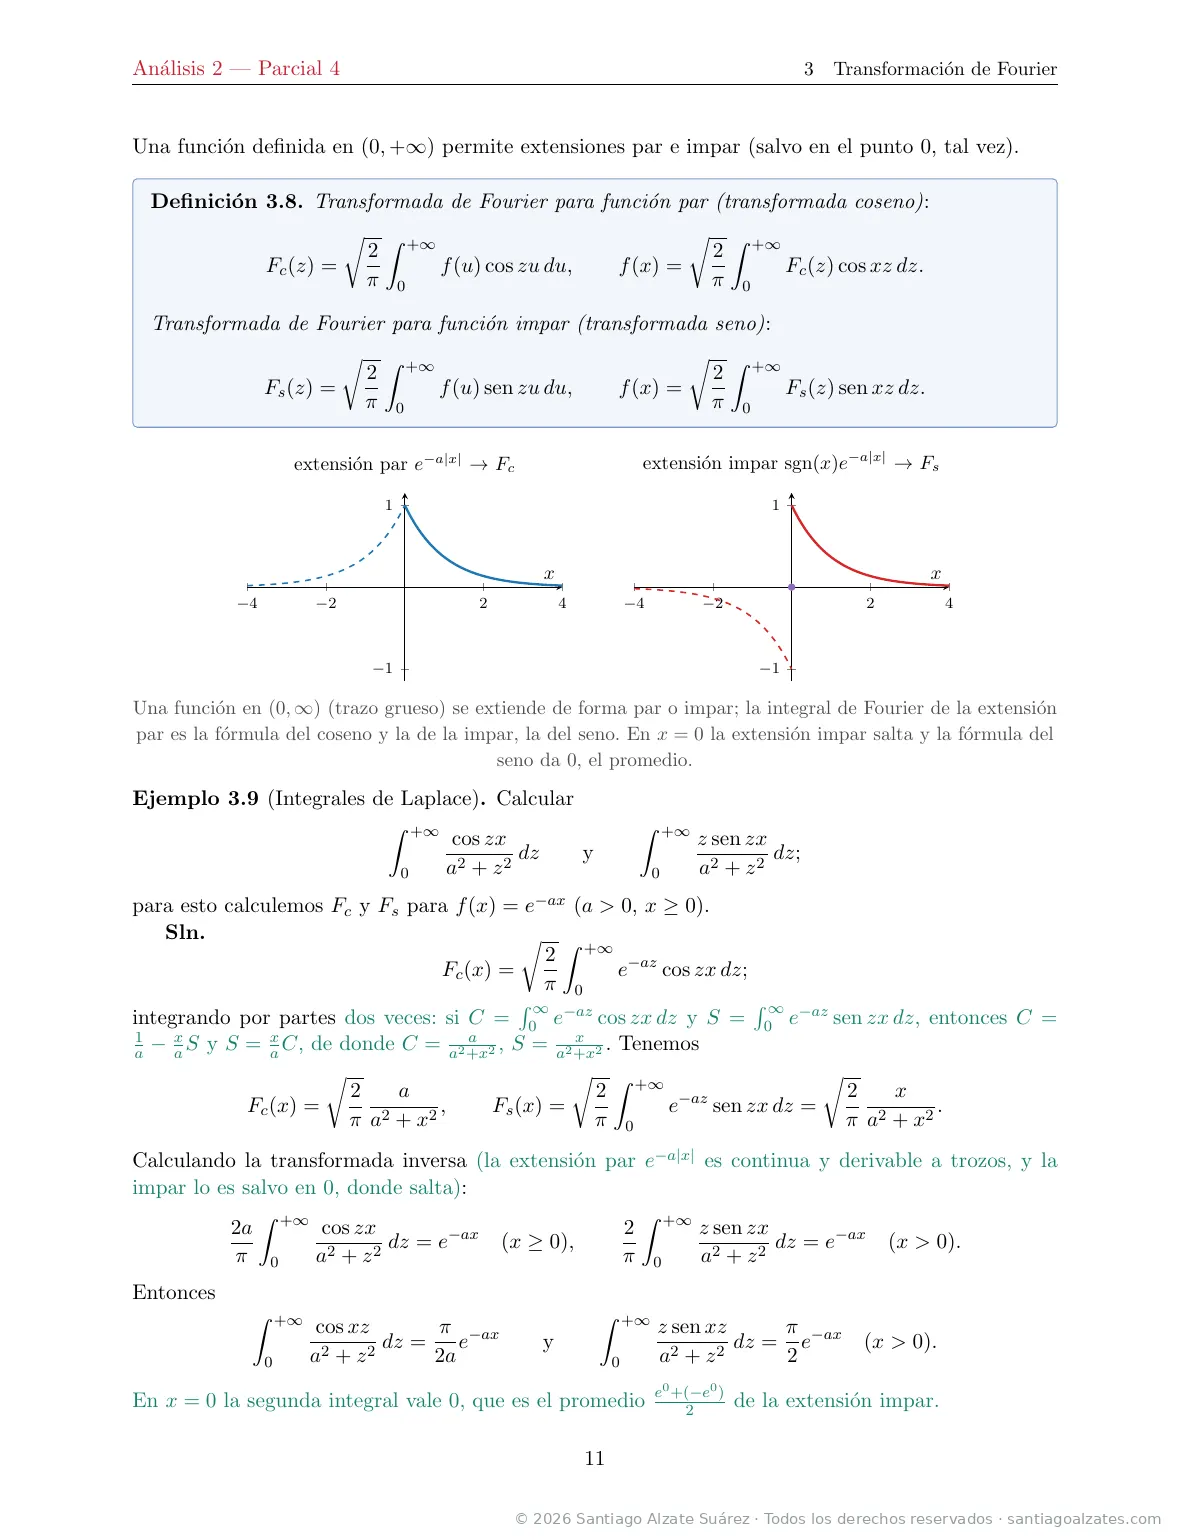 Análisis 2 — Parcial 4
3 Transformación de Fourier
Una función definida en (0, +∞) permite extensiones par e impar (salvo en el punto 0, tal vez).
Definición 3.8. Transformada de Fourier para función par (transformada coseno):
F_c(z) = √(2/π) ∫_0^{+∞} f(u) cos zu du, f(x) = √(2/π) ∫_0^{+∞} F_c(z) cos xz dz.
Transformada de Fourier para función impar (transformada seno):
F_s(z) = √(2/π) ∫_0^{+∞} f(u) sen zu du, f(x) = √(2/π) ∫_0^{+∞} F_s(z) sen xz dz.
extensión par e^{−a|x|} → F_c
1
x
−4 −2 2 4
−1
extensión impar sgn(x)e^{−a|x|} → F_s
1
x
−4 −2 2 4
−1
Una función en (0, ∞) (trazo grueso) se extiende de forma par o impar; la integral de Fourier de la extensión
par es la fórmula del coseno y la de la impar, la del seno. En x = 0 la extensión impar salta y la fórmula del
seno da 0, el promedio.
Ejemplo 3.9 (Integrales de Laplace). Calcular
∫_0^{+∞} (cos zx)/(a² + z²) dz y ∫_0^{+∞} (z sen zx)/(a² + z²) dz;
para esto calculemos F_c y F_s para f(x) = e^{−ax} (a > 0, x ≥ 0).
Sln.
F_c(x) = √(2/π) ∫_0^{+∞} e^{−az} cos zx dz;
integrando por partes dos veces: si C = ∫_0^∞ e^{−az} cos zx dz y S = ∫_0^∞ e^{−az} sen zx dz, entonces C =
1/a − (x/a)S y S = (x/a)C, de donde C = a/(a²+x²), S = x/(a²+x²). Tenemos
F_c(x) = √(2/π) a/(a² + x²), F_s(x) = √(2/π) ∫_0^{+∞} e^{−az} sen zx dz = √(2/π) x/(a² + x²).
Calculando la transformada inversa (la extensión par e^{−a|x|} es continua y derivable a trozos, y la
impar lo es salvo en 0, donde salta):
(2a/π) ∫_0^{+∞} (cos zx)/(a² + z²) dz = e^{−ax} (x ≥ 0), (2/π) ∫_0^{+∞} (z sen zx)/(a² + z²) dz = e^{−ax} (x > 0).
Entonces
∫_0^{+∞} (cos xz)/(a² + z²) dz = (π/2a) e^{−ax} y ∫_0^{+∞} (z sen xz)/(a² + z²) dz = (π/2) e^{−ax} (x > 0).
En x = 0 la segunda integral vale 0, que es el promedio (e⁰+(−e⁰))/2 de la extensión impar.
11
© 2026 Santiago Alzate Suárez · Todos los derechos reservados · santiagoalzates.com